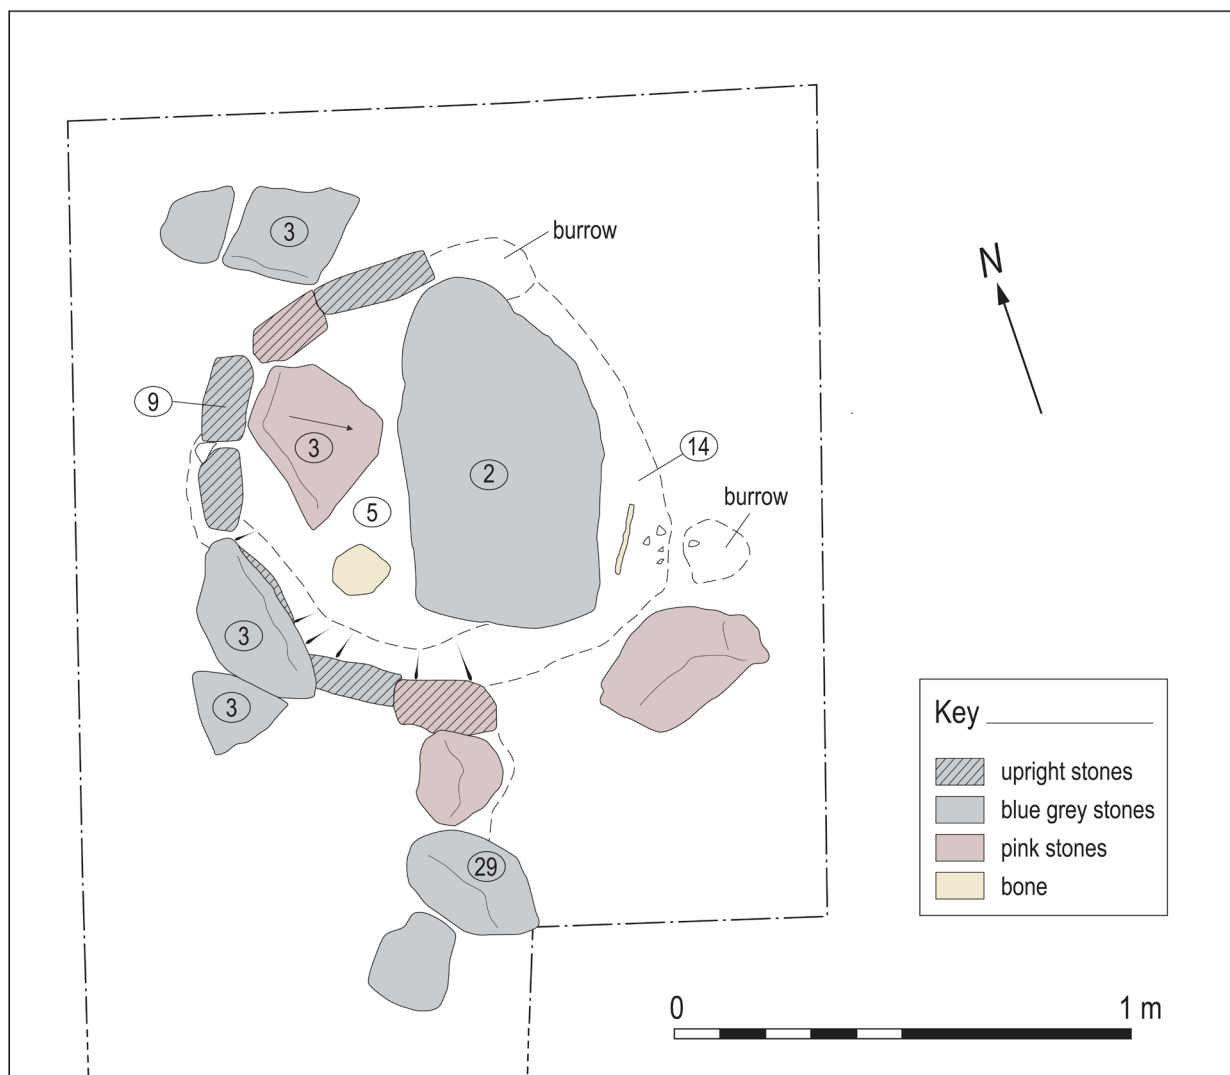 3
burrow
N
9
3
14
2
burrow
5
3
3
Key
upright stones
blue grey stones
pink stones
bone
29
0 1 m